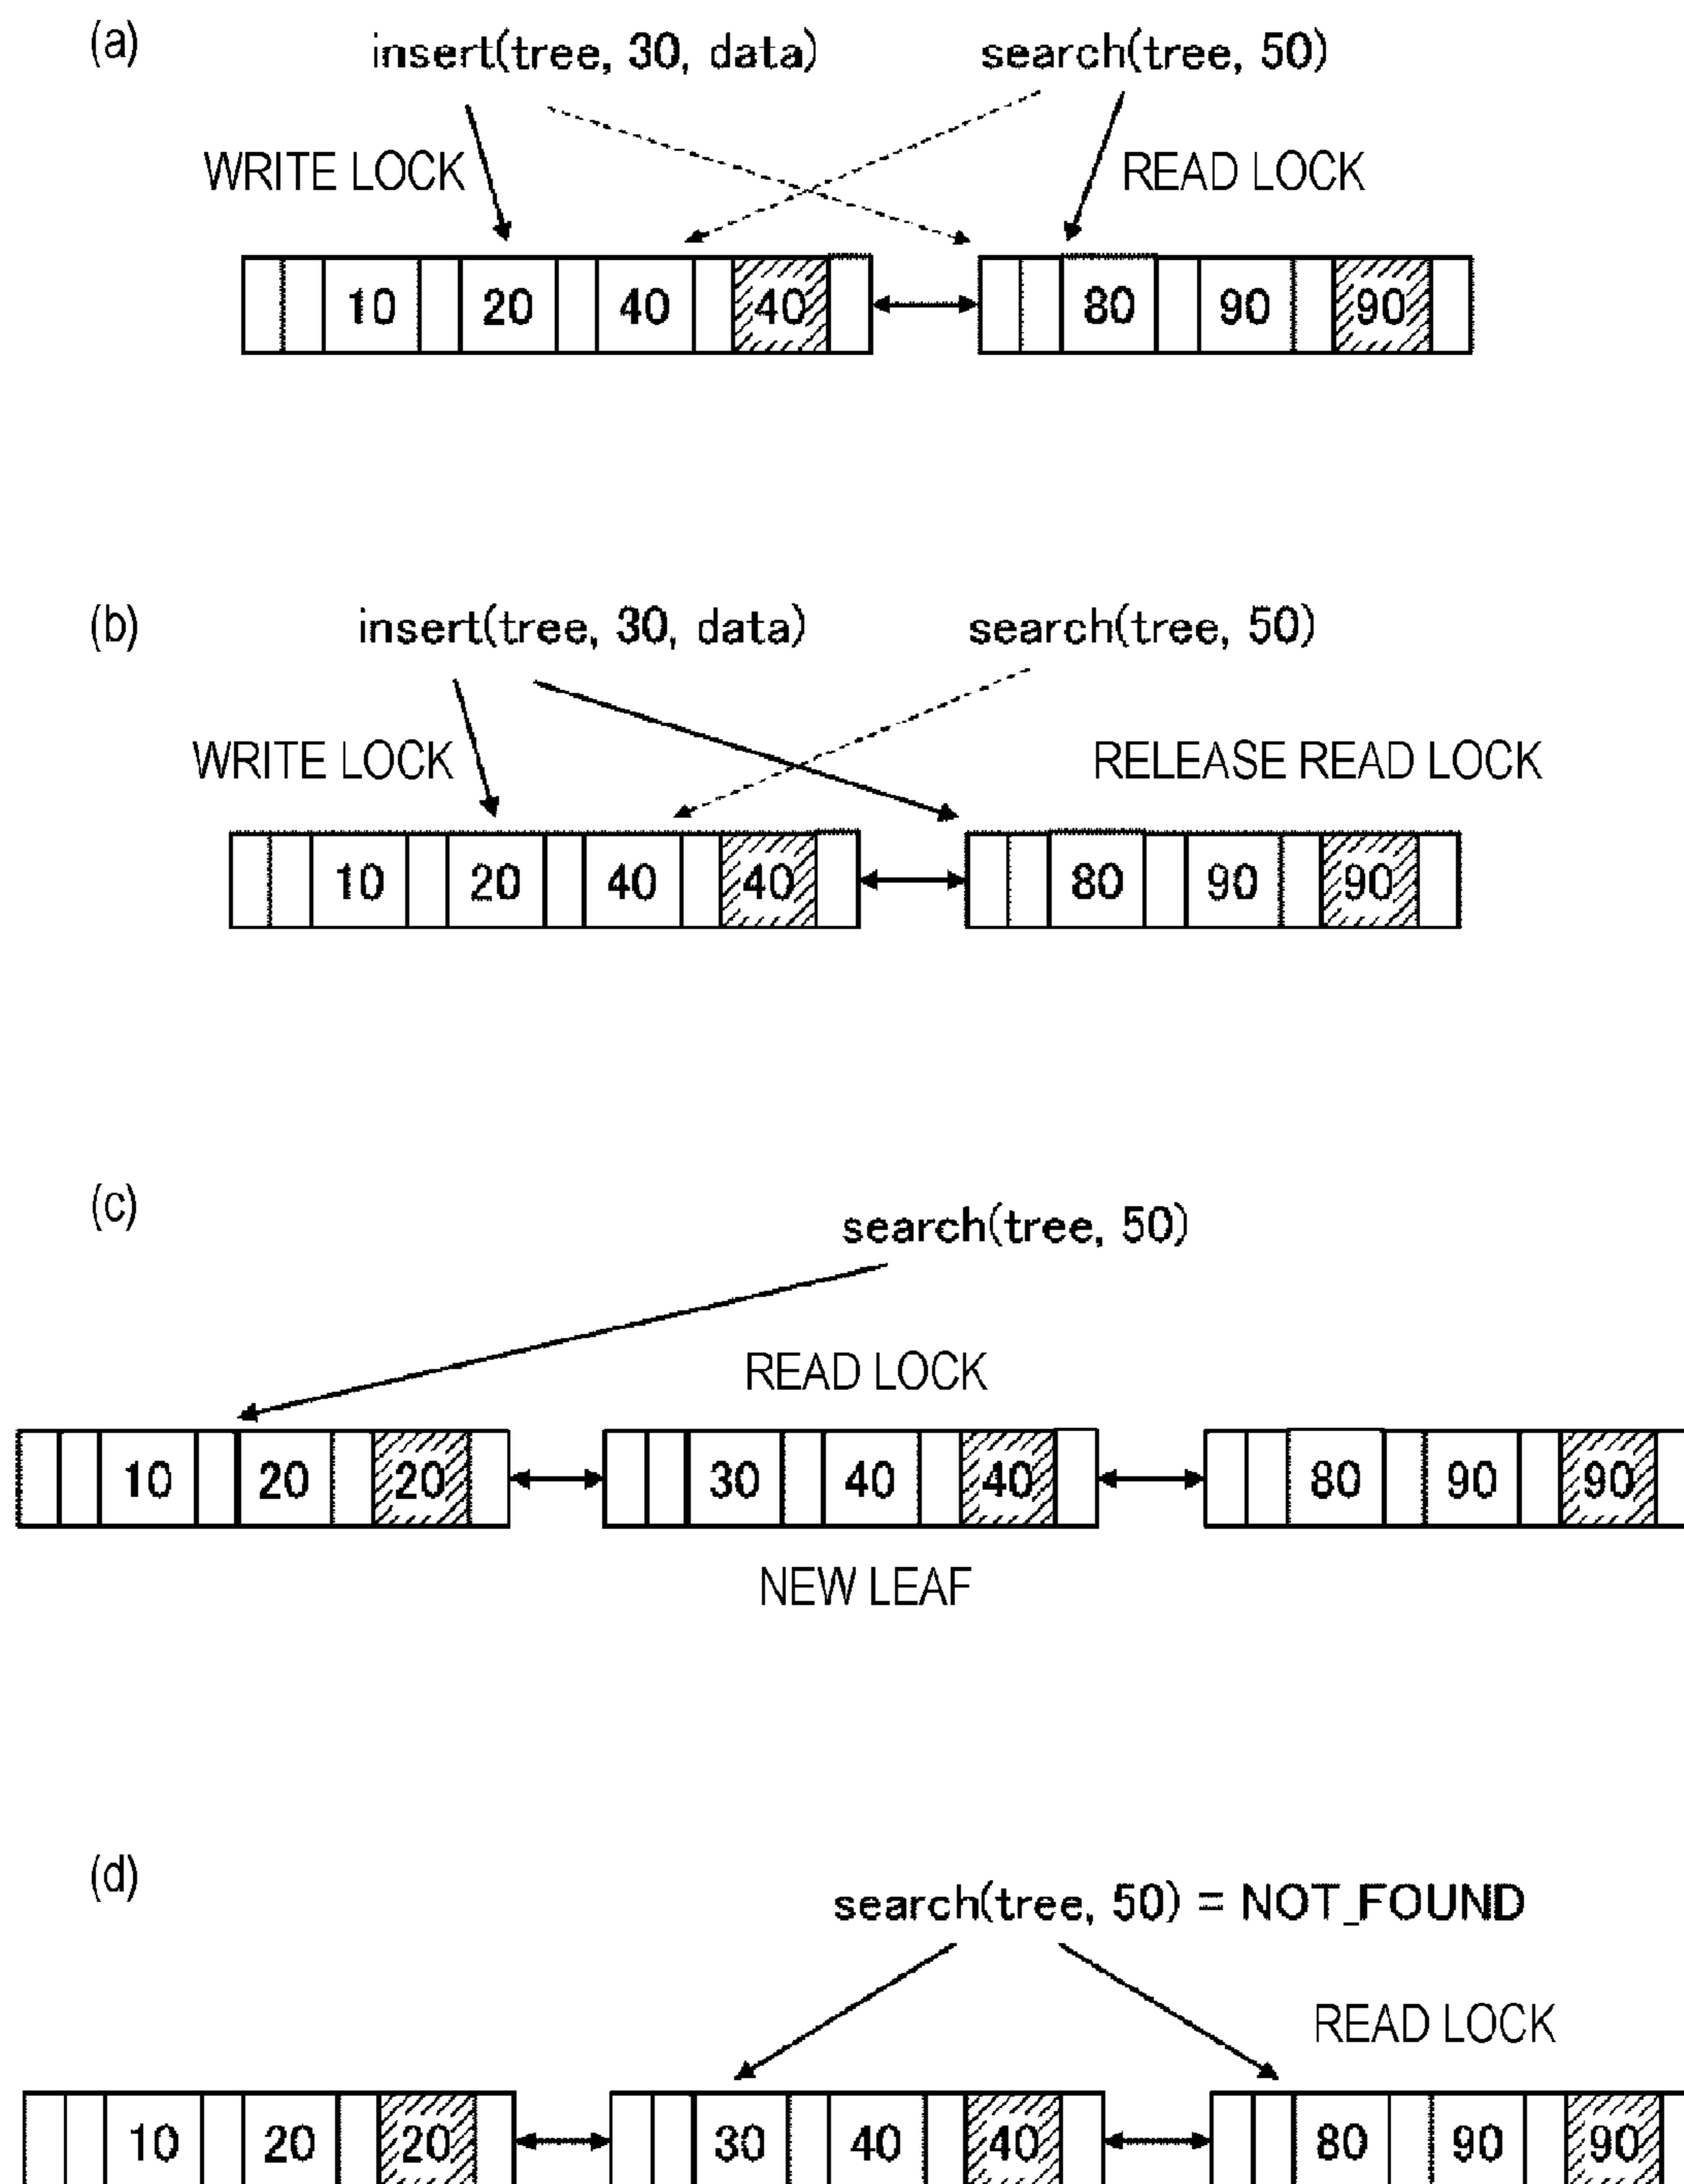 (a)
insert(tree, 30, data) search(tree, 50)
WRITE LOCK READ LOCK
10 20 40 40 80 90 90
(b)
insert(tree, 30, data) search(tree, 50)
WRITE LOCK RELEASE READ LOCK
10 20 40 40 80 90 90
(c)
search(tree, 50)
READ LOCK
10 20 20 30 40 40 80 90 90
NEW LEAF
(d)
search(tree, 50) = NOT_FOUND
READ LOCK
10 20 20 30 40 40 80 90 90